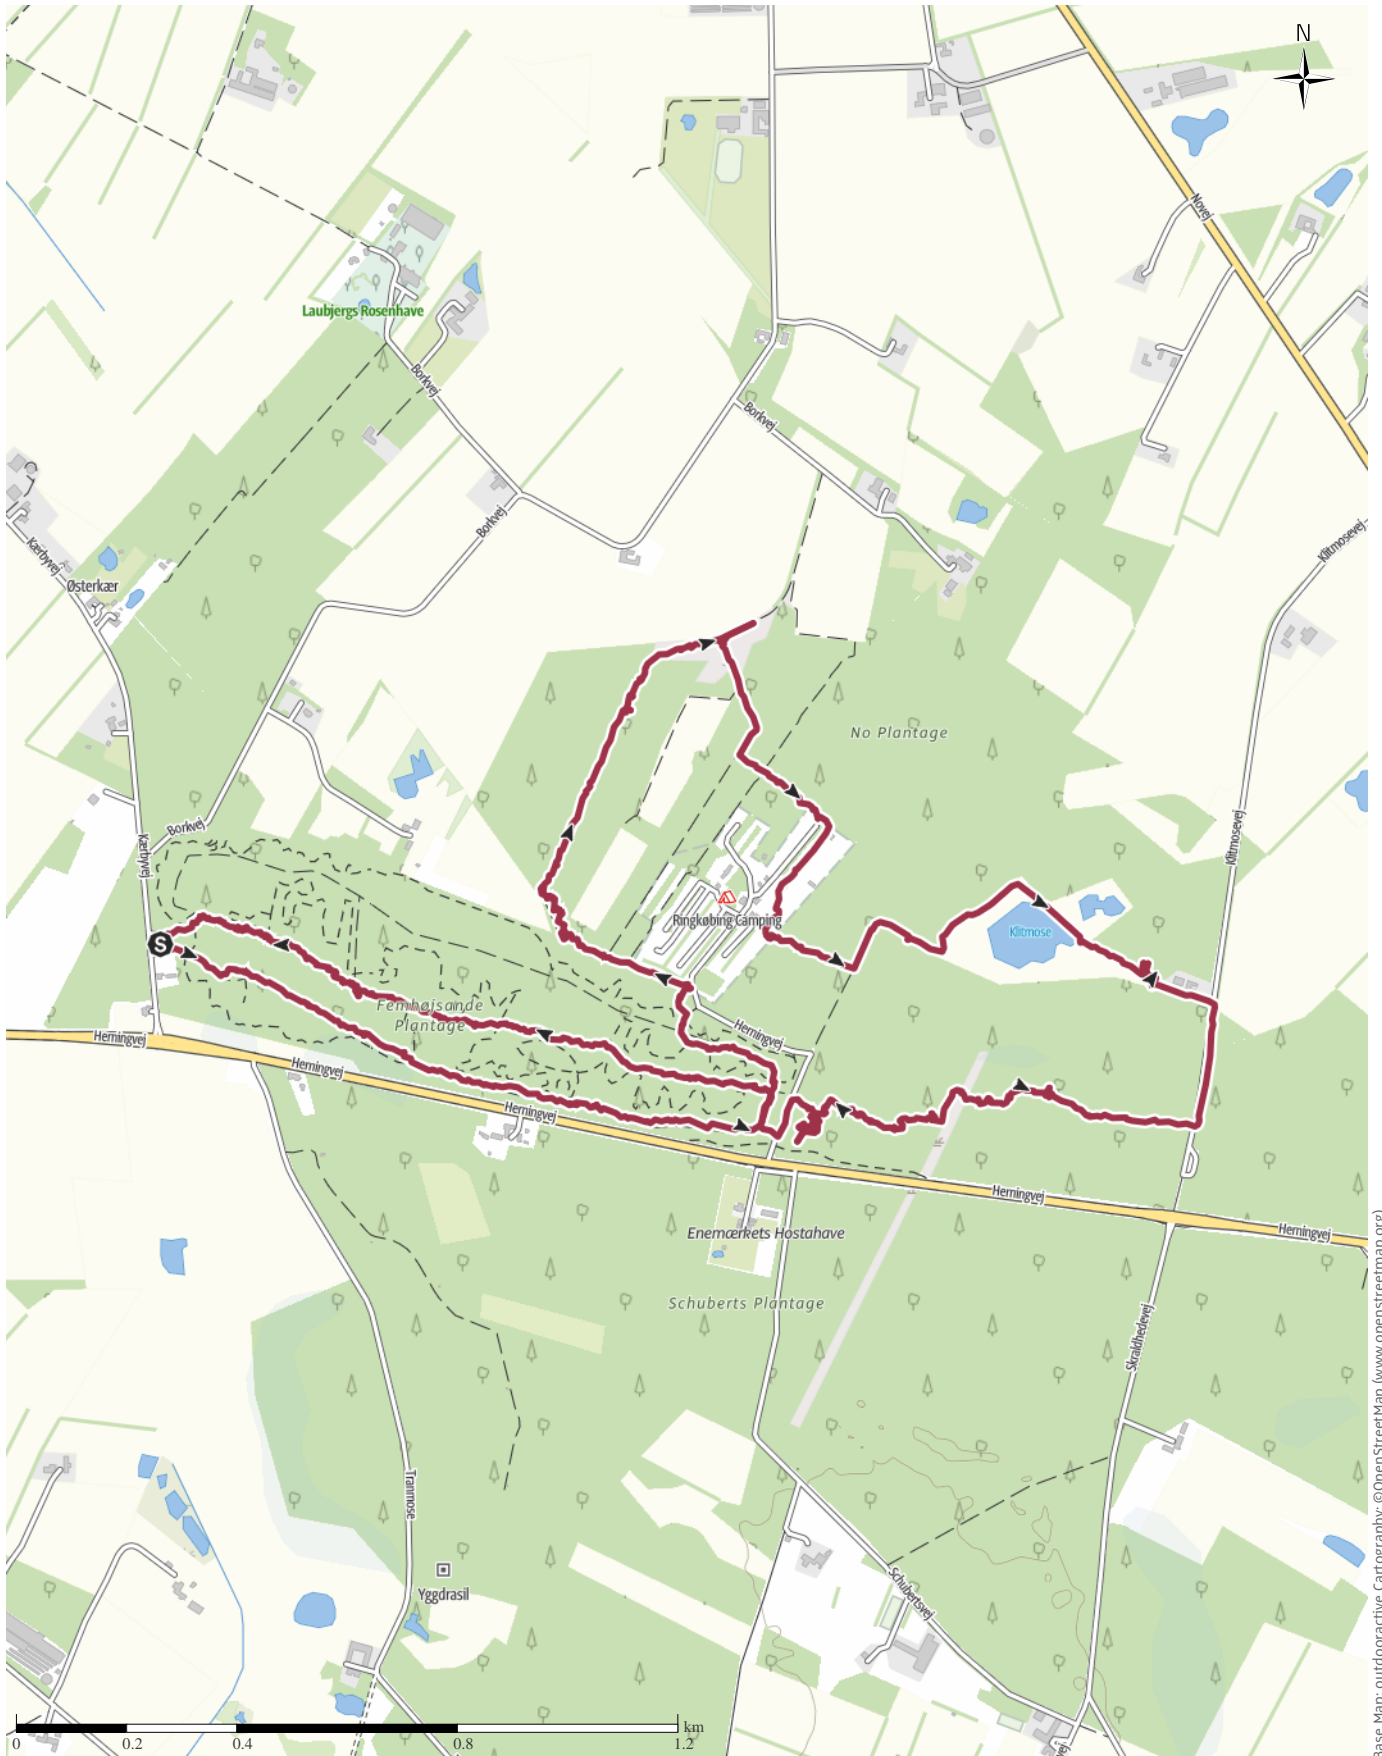 N
Novej
Laubjergs Rosenhave
Borkvej
Borkvej
Borkvej
Kærbyvej
Østerkær
Klitmosevej
No Plantage
Borkvej
Kærbyvej
Klitmosevej
Ringkøbing Camping
Klitmose
S
Femhøjsande
Plantage
Herningvej
Herningvej
Herningvej
Herningvej
Herningvej
Herningvej
Enemærkets Hostahave
Schuberts Plantage
Skraldhedevej
Tranmose
Yggdrasil
Schubertsvej
vej
km
0
0.2
0.4
0.8
1.2
Base Map: outdooractive Cartography; ©OpenStreetMap (www.openstreetmap.org)